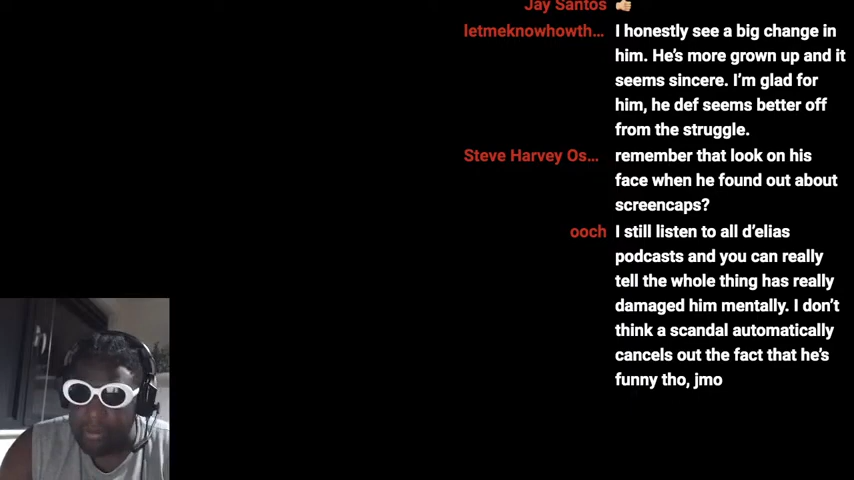 Jay Santos 👍🏼
letmeknowhowth... I honestly see a big change in
him. He's more grown up and it
seems sincere. I'm glad for
him, he def seems better off
from the struggle.
Steve Harvey Os... remember that look on his
face when he found out about
screencaps?
ooch I still listen to all d'elias
podcasts and you can really
tell the whole thing has really
damaged him mentally. I don't
think a scandal automatically
cancels out the fact that he's
funny tho, jmo